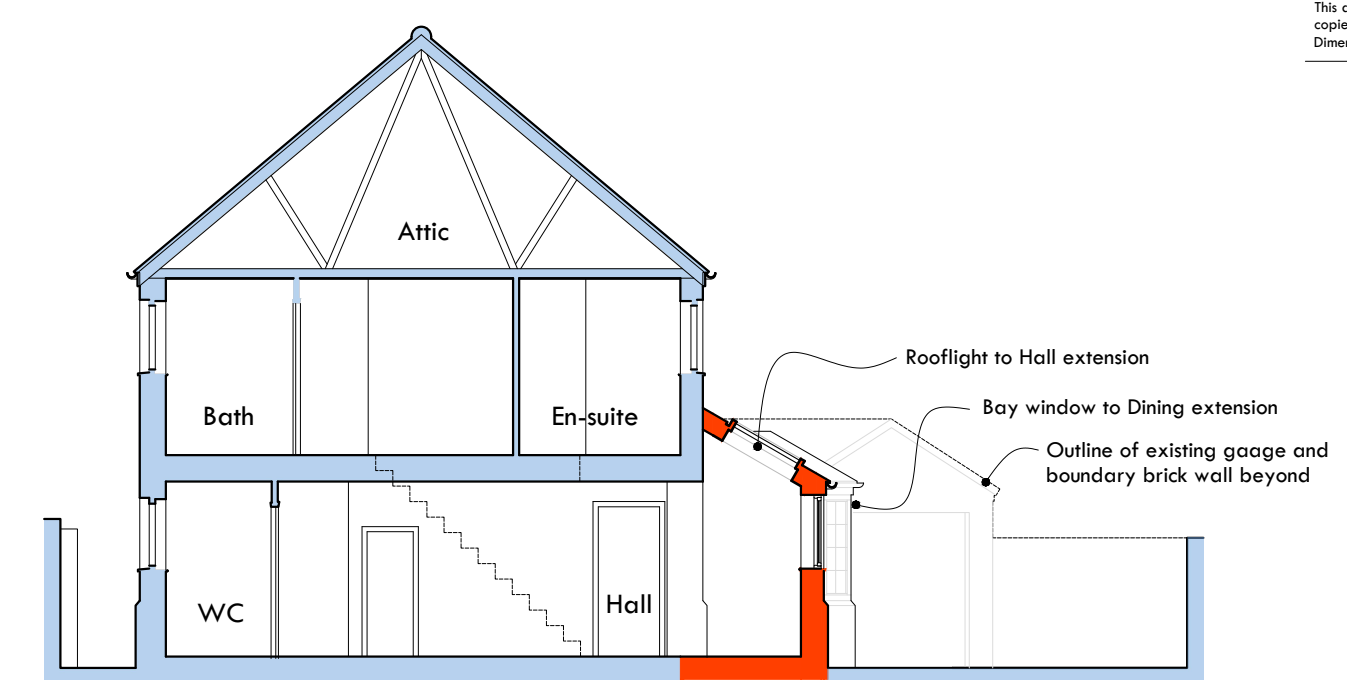 This
copie
Dimen
Attic
Rooflight to Hall extension
Bath
En-suite
Bay window to Dining extension
Outline of existing gaage and
boundary brick wall beyond
WC
Hall